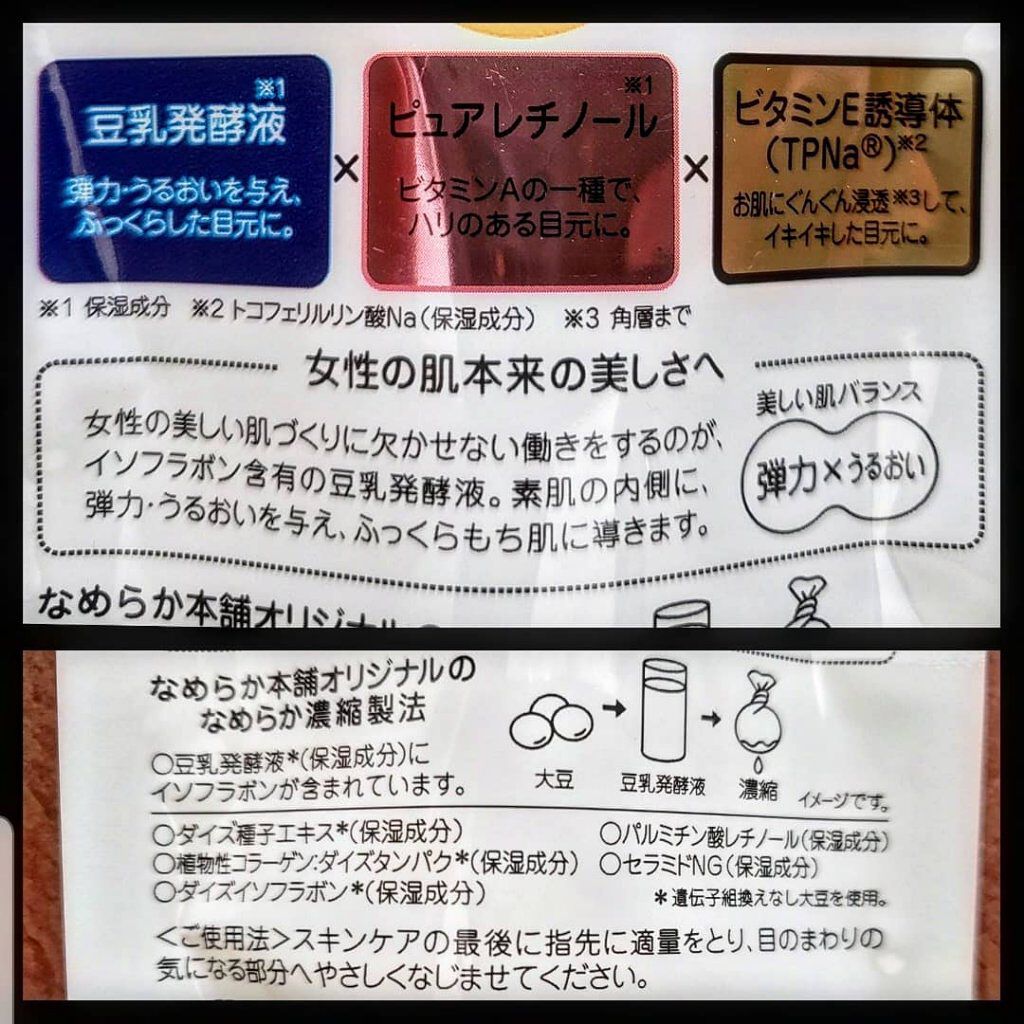 ※1
豆乳発酵液
弾力・うるおいを与え、
ふっくらした目元に。
×
※1
ピュアレチノール
ビタミンAの一種で、
ハリのある目元に。
×
ビタミンE誘導体
(TPNa®)※2
お肌にぐんぐん浸透※3して、
イキイキした目元に。
※1 保湿成分 ※2 トコフェリルリン酸Na(保湿成分) ※3 角層まで
女性の肌本来の美しさへ
女性の美しい肌づくりに欠かせない働きをするのが、
イソフラボン含有の豆乳発酵液。素肌の内側に、
弾力・うるおいを与え、ふっくらもち肌に導きます。
美しい肌バランス
弾力×うるおい
なめらか本舗オリジナルの
なめらか本舗オリジナルの
なめらか濃縮製法
○豆乳発酵液*(保湿成分)に
イソフラボンが含まれています。
大豆
豆乳発酵液
濃縮
イメージです。
○ダイズ種子エキス*(保湿成分)
○植物性コラーゲン:ダイズタンパク*(保湿成分)
○ダイズイソフラボン*(保湿成分)
○パルミチン酸レチノール(保湿成分)
○セラミドNG(保湿成分)
*遺伝子組換えなし大豆を使用。
<ご使用法>スキンケアの最後に指先に適量をとり、目のまわりの
気になる部分へやさしくなじませてください。